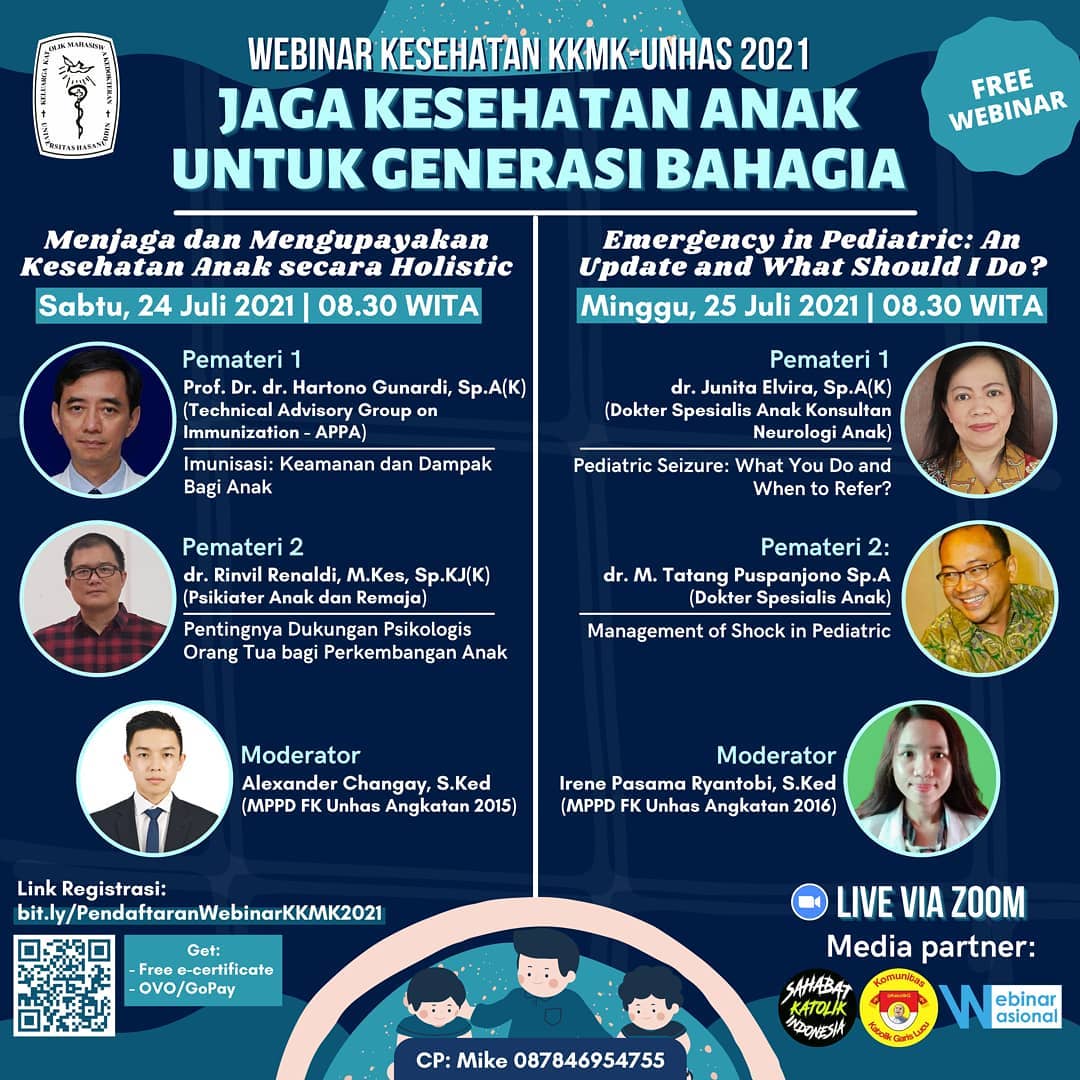 KELUARGA KATOLIK MAHASISWA KEDOKTERAN
UNIVERSITAS HASANUDDIN
WEBINAR KESEHATAN KKMK-UNHAS 2021
JAGA KESEHATAN ANAK
UNTUK GENERASI BAHAGIA
FREE
WEBINAR
Menjaga dan Mengupayakan
Kesehatan Anak secara Holistic
Sabtu, 24 Juli 2021 | 08.30 WITA
Pemateri 1
Prof. Dr. dr. Hartono Gunardi, Sp.A(K)
(Technical Advisory Group on
Immunization - APPA)
Imunisasi: Keamanan dan Dampak
Bagi Anak
Pemateri 2
dr. Rinvil Renaldi, M.Kes, Sp.KJ(K)
(Psikiater Anak dan Remaja)
Pentingnya Dukungan Psikologis
Orang Tua bagi Perkembangan Anak
Moderator
Alexander Changay, S.Ked
(MPPD FK Unhas Angkatan 2015)
Emergency in Pediatric: An
Update and What Should I Do?
Minggu, 25 Juli 2021 | 08.30 WITA
Pemateri 1
dr. Junita Elvira, Sp.A(K)
(Dokter Spesialis Anak Konsultan
Neurologi Anak)
Pediatric Seizure: What You Do and
When to Refer?
Pemateri 2:
dr. M. Tatang Puspanjono Sp.A
(Dokter Spesialis Anak)
Management of Shock in Pediatric
Moderator
Irene Pasama Ryantobi, S.Ked
(MPPD FK Unhas Angkatan 2016)
Link Registrasi:
bit.ly/PendaftaranWebinarKKMK2021
Get:
- Free e-certificate
- OVO/GoPay
LIVE VIA ZOOM
Media partner:
SAHABAT
KATOLIK
INDONESIA
Komunitas
Katolik Garis Lucu
Webinar
Nasional
CP: Mike 087846954755